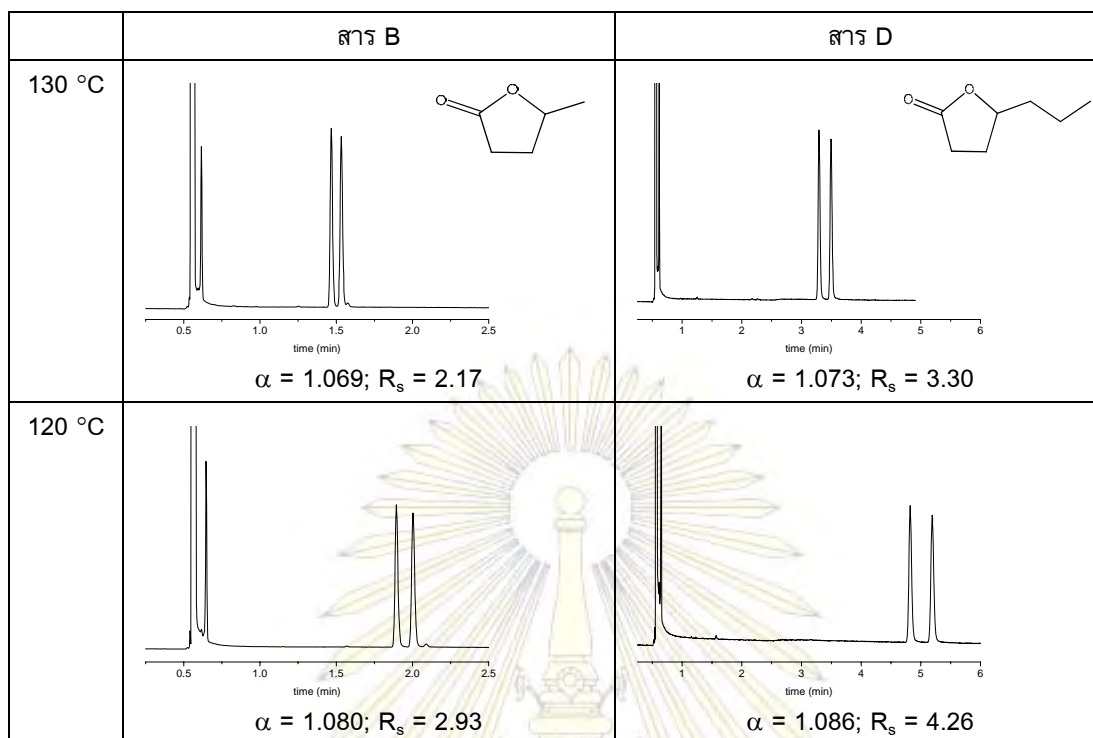 สาร B
สาร D
130 °C
O
O
O
O
0.5 1.0 1.5 2.0 2.5
time (min)
α = 1.069; Rs = 2.17
1 2 3 4 5 6
time (min)
α = 1.073; Rs = 3.30
120 °C
0.5 1.0 1.5 2.0 2.5
time (min)
α = 1.080; Rs = 2.93
1 2 3 4 5 6
time (min)
α = 1.086; Rs = 4.26